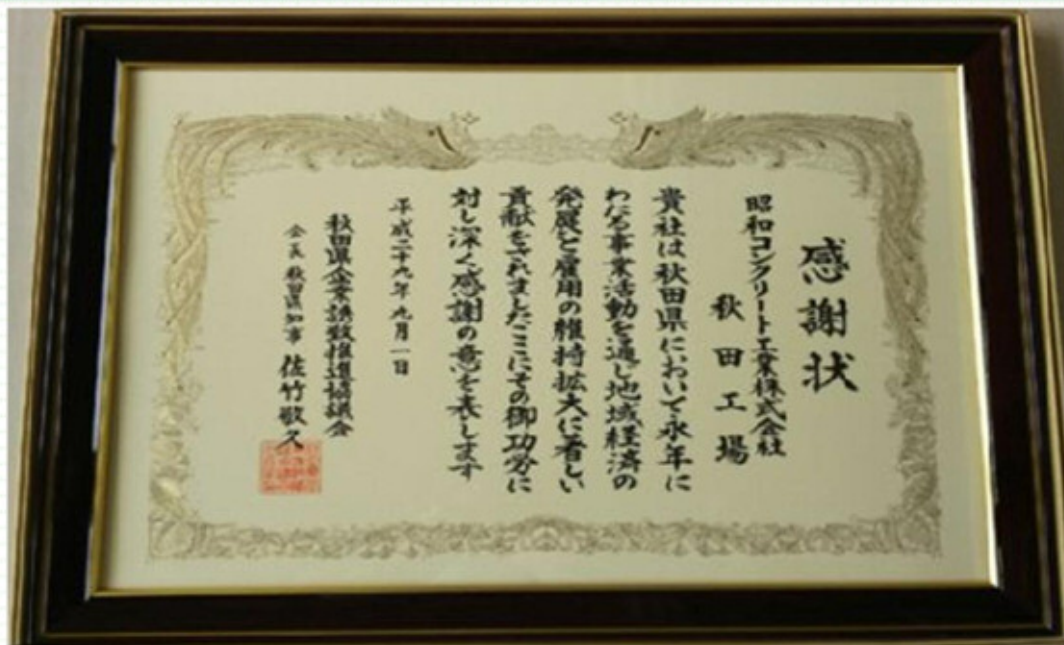 感謝状
昭和コンクリート工業株式会社
秋田工場
貴社は秋田県において永年に
わたる事業活動を通じ地域経済の
発展と雇用の維持拡大に著しい
貢献をされましたここにその御功労に
対し深く感謝の意を表します
平成二十九年九月一日
秋田県企業誘致推進協議会
会長 秋田県知事 佐竹敬久